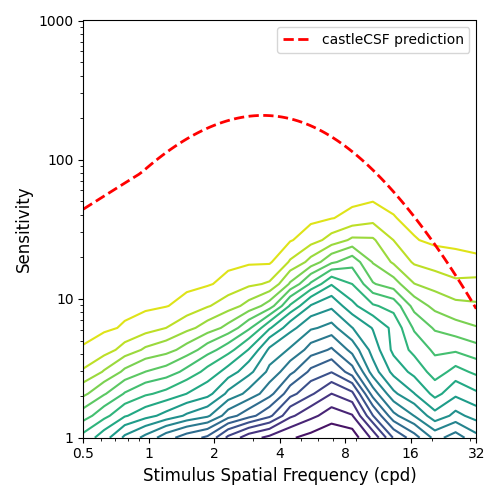 1000
castleCSF prediction
100
Sensitivity
10
1
0.5 1 2 4 8 16 32
Stimulus Spatial Frequency (cpd)